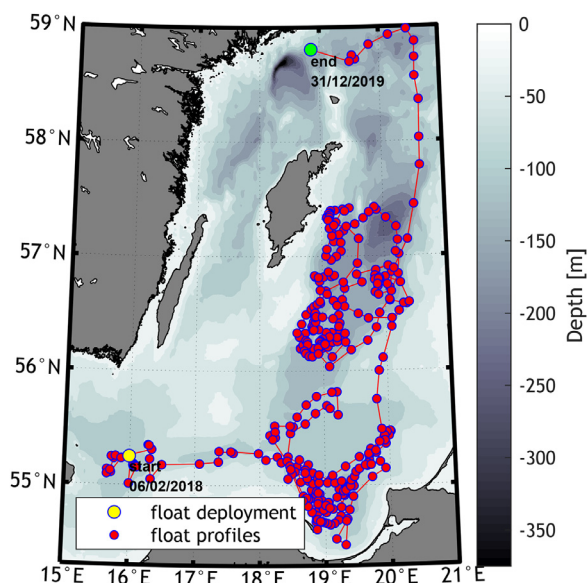 59°N
58°N
57°N
56°N
55°N
15°E
16°E
17°E
18°E
19°E
20°E
21°E
end
31/12/2019
start
06/02/2018
float deployment
float profiles
0
-50
-100
-150
-200
-250
-300
-350
Depth [m]